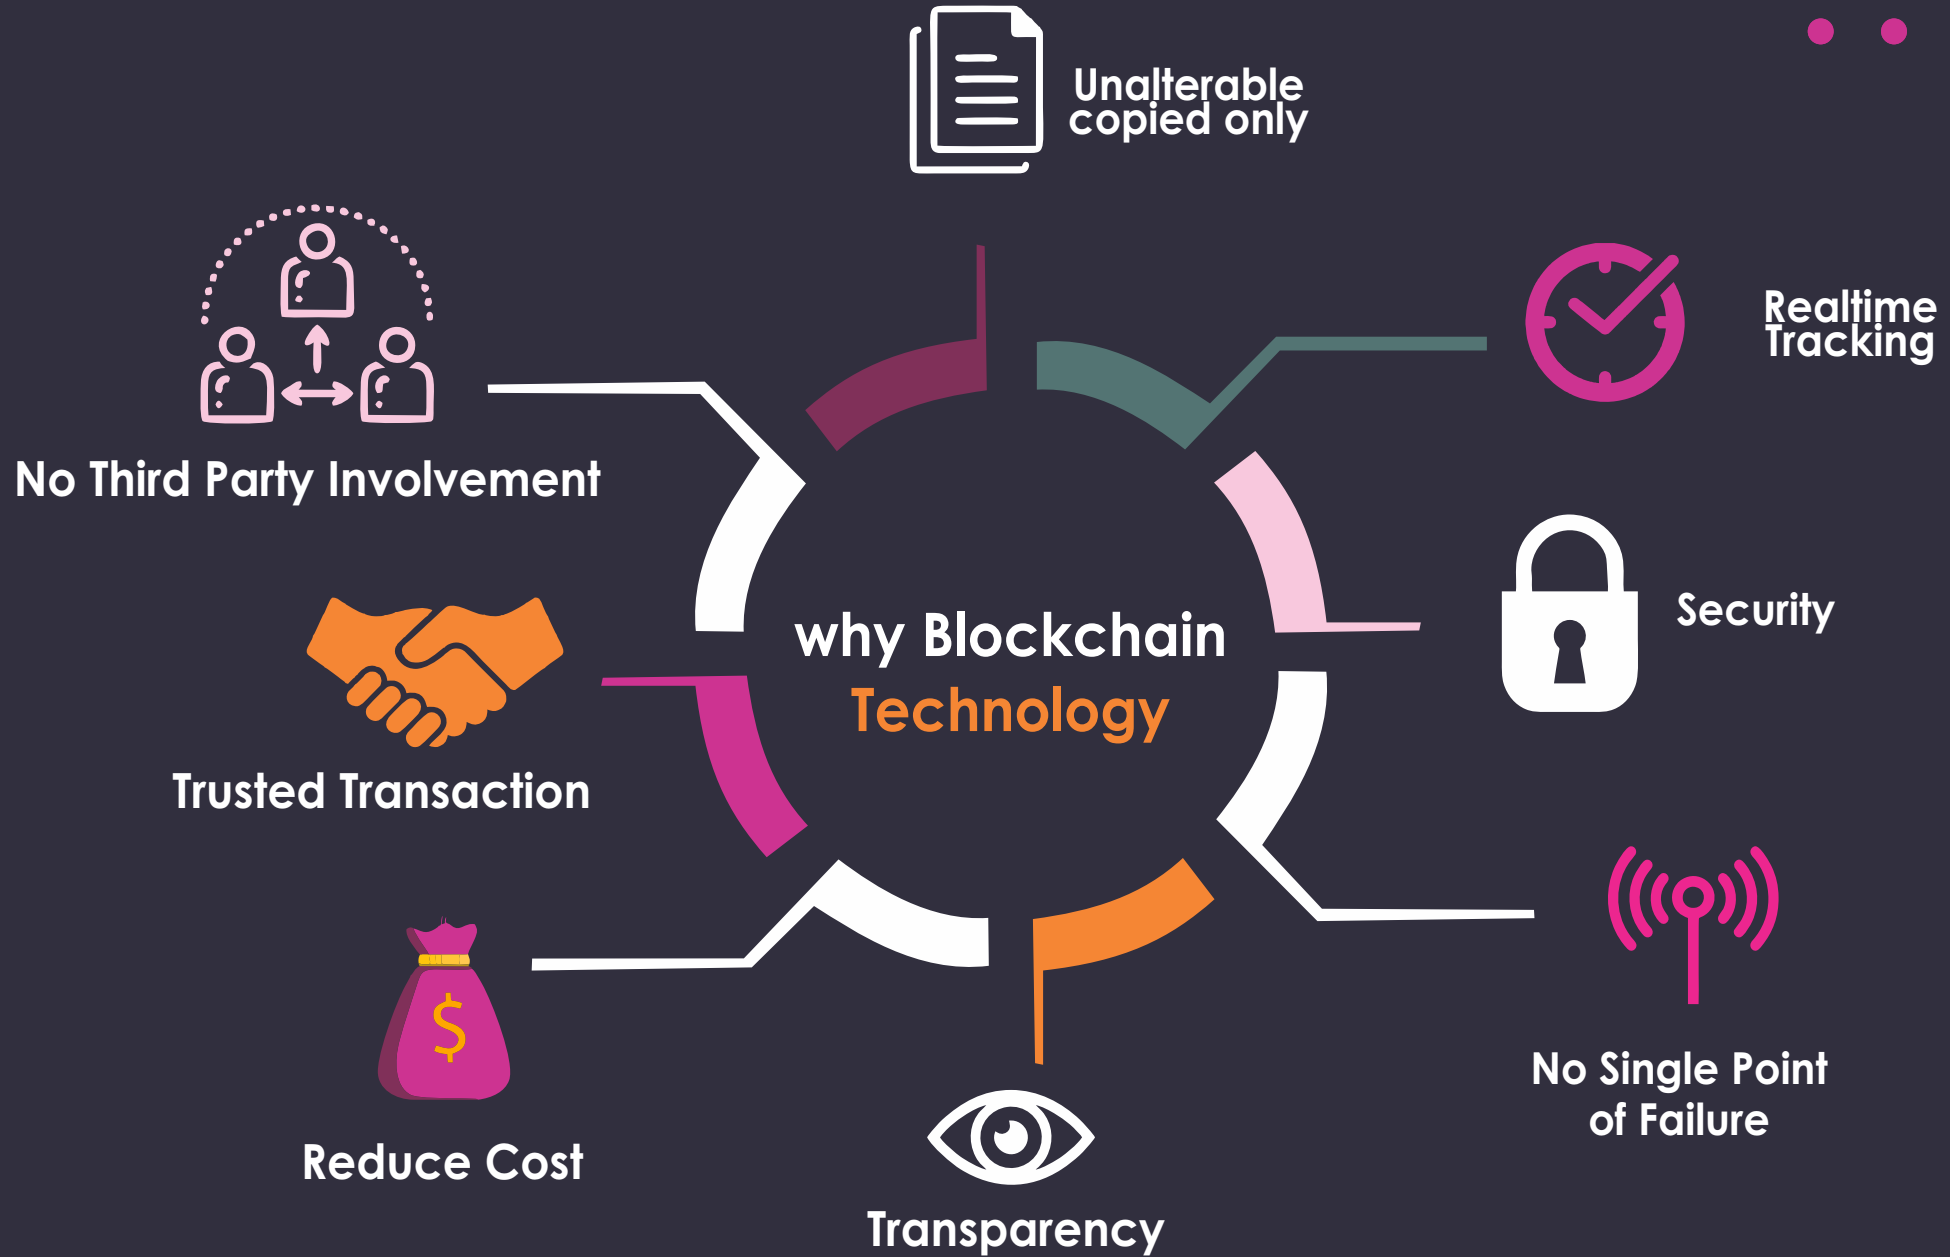 Unalterable
copied only
Realtime
Tracking
No Third Party Involvement
Security
why Blockchain
Technology
Trusted Transaction
No Single Point
of Failure
Reduce Cost
$
Transparency